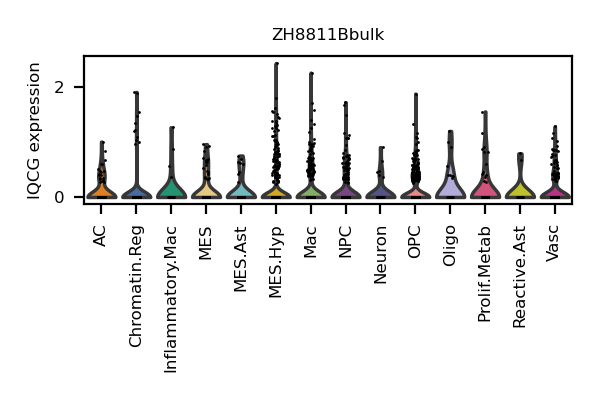 ZH8811Bbulk
IQCG expression
2
0
AC
Chromatin.Reg
Inflammatory.Mac
MES
MES.Ast
MES.Hyp
Mac
NPC
Neuron
OPC
Oligo
Prolif.Metab
Reactive.Ast
Vasc